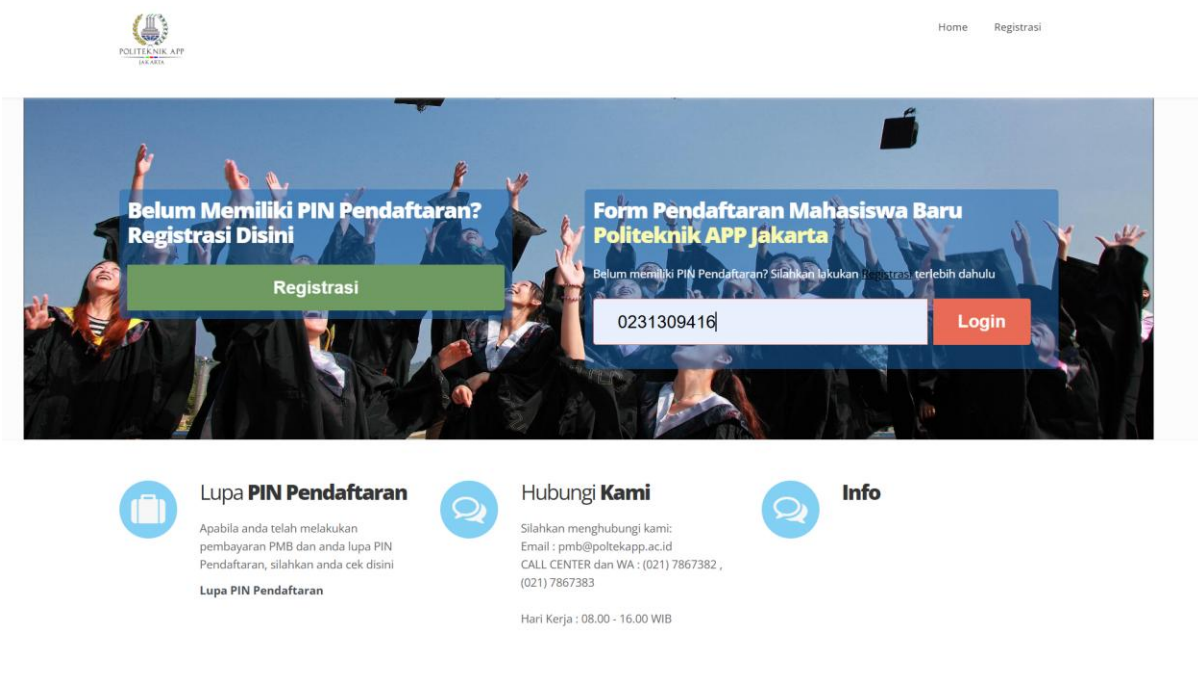 POLITEKNIK APP
JAKARTA
Home
Registrasi
Belum Memiliki PIN Pendaftaran?
Registrasi Disini
Registrasi
Form Pendaftaran Mahasiswa Baru
Politeknik APP Jakarta
Belum memiliki PIN Pendaftaran? Silahkan lakukan Registrasi terlebih dahulu
0231309416
Login
Lupa PIN Pendaftaran
Apabila anda telah melakukan
pembayaran PMB dan anda lupa PIN
Pendaftaran, silahkan anda cek disini
Lupa PIN Pendaftaran
Hubungi Kami
Silahkan menghubungi kami:
Email : pmb@poltekapp.ac.id
CALL CENTER dan WA : (021) 7867382 ,
(021) 7867383
Hari Kerja : 08.00 - 16.00 WIB
Info